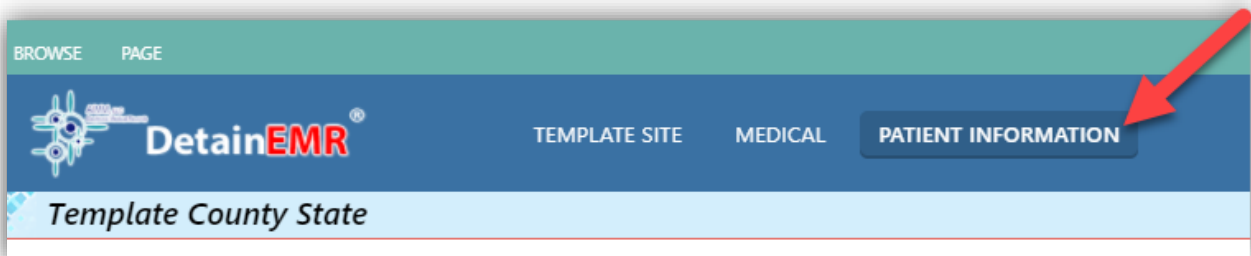 BROWSE PAGE
DetainEMR®
TEMPLATE SITE MEDICAL PATIENT INFORMATION
Template County State